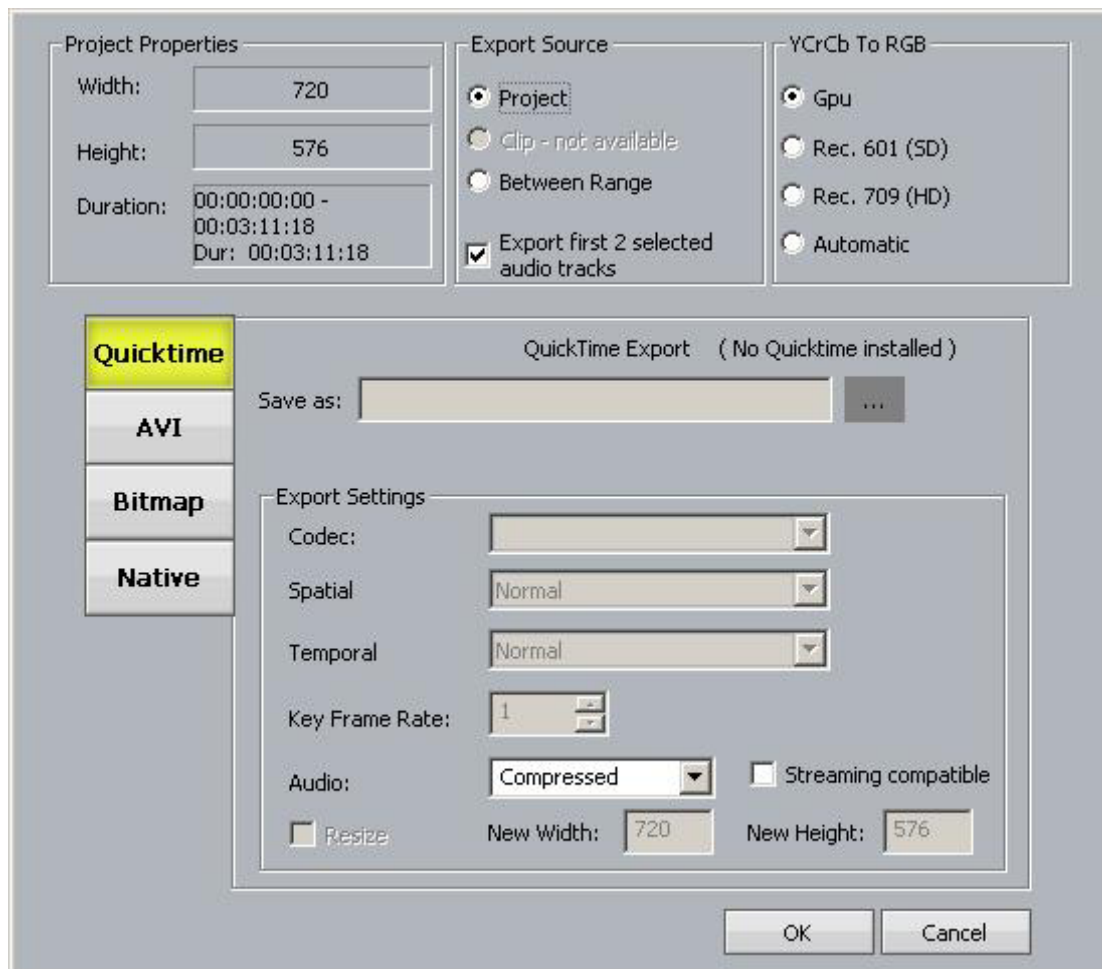 Project Properties
Width:
720
Height:
576
Duration:
00:00:00:00 -
00:03:11:18
Dur: 00:03:11:18
Export Source
Project
Clip - not available
Between Range
Export first 2 selected
audio tracks
YCrCb To RGB
Gpu
Rec. 601 (SD)
Rec. 709 (HD)
Automatic
Quicktime
AVI
Bitmap
Native
QuickTime Export ( No Quicktime installed )
Save as:
...
Export Settings
Codec:
Spatial
Normal
Temporal
Normal
Key Frame Rate:
1
Audio:
Compressed
Streaming compatible
Resize
New Width:
720
New Height:
576
OK
Cancel